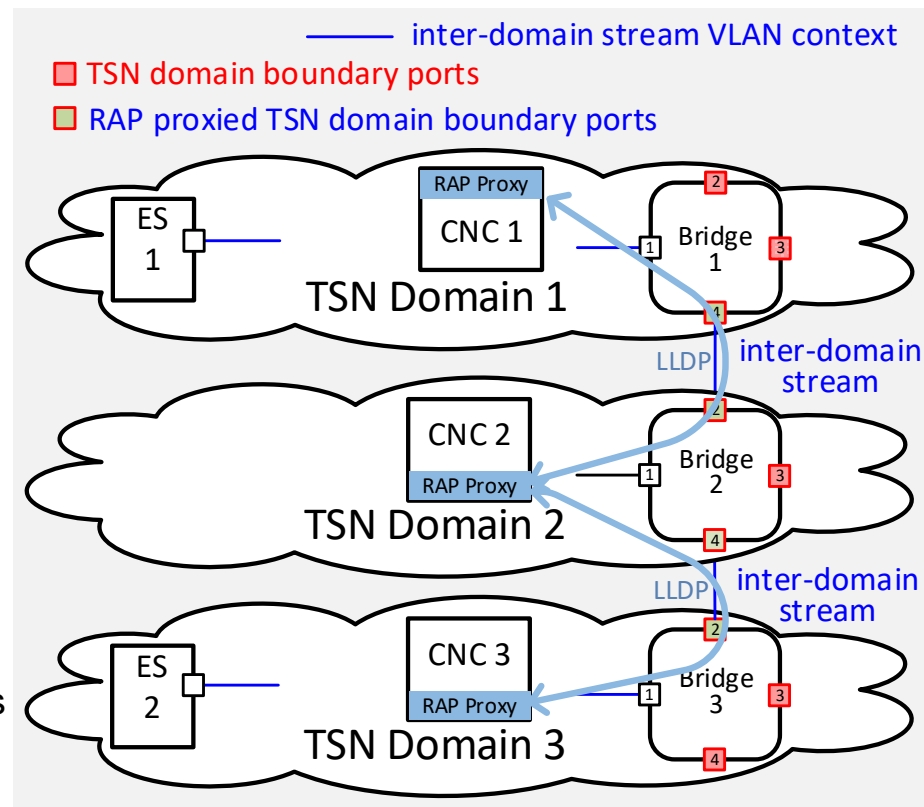 inter-domain stream VLAN context
TSN domain boundary ports
RAP proxied TSN domain boundary ports
ES
1
RAP Proxy
CNC 1
TSN Domain 1
2
1
Bridge
1
3
4
LLDP
inter-domain
stream
CNC 2
RAP Proxy
TSN Domain 2
2
1
Bridge
2
3
4
LLDP
inter-domain
stream
ES
2
CNC 3
RAP Proxy
TSN Domain 3
2
1
Bridge
3
3
4
s